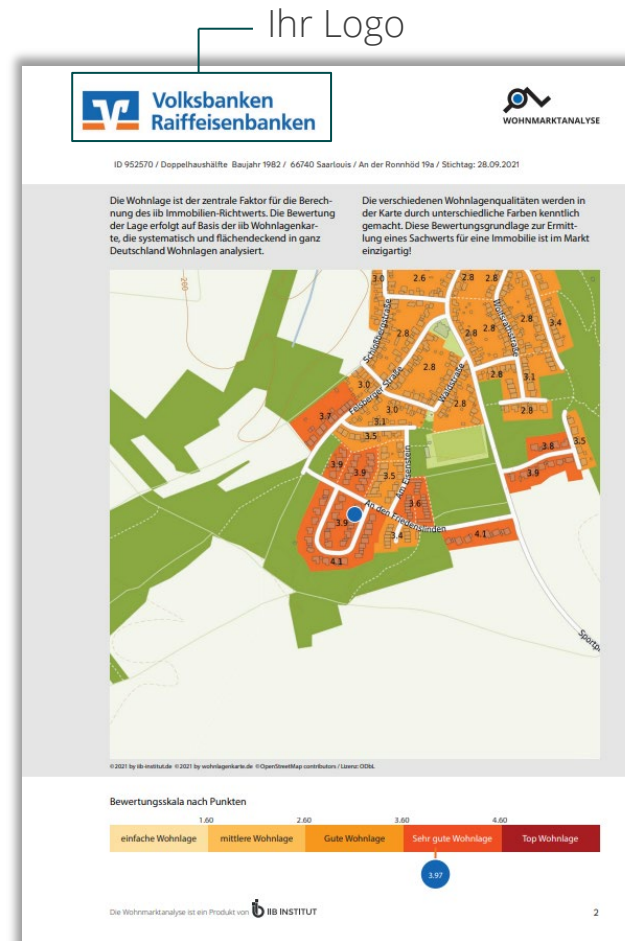 Ihr Logo
Volksbanken
Raiffeisenbanken
WOHNMARKTANALYSE
ID 952570 / Doppelhaushälfte Baujahr 1982 / 66740 Saarlouis / An der Ronnhöd 19a / Stichtag: 28.09.2021
Die Wohnlage ist der zentrale Faktor für die Berech-
nung des iib Immobilien-Richtwerts. Die Bewertung
der Lage erfolgt auf Basis der iib Wohnlagenkar-
te, die systematisch und flächendeckend in ganz
Deutschland Wohnlagen analysiert.
Die verschiedenen Wohnlagenqualitäten werden in
der Karte durch unterschiedliche Farben kenntlich
gemacht. Diese Bewertungsgrundlage zur Ermitt-
lung eines Sachwerts für eine Immobilie ist im Markt
einzigartig!
260
3.0
2.6
2.8
2.8
Schloßbergstraße
2.8
2.8
2.8
Wolfsrathstraße
3.4
2.8
2.8
3.0
Felsberger Straße
Waldstraße
2.8
3.1
3.7
3.0
2.8
2.8
3.1
3.5
3.5
3.8
3.9
3.9
3.5
Am Eisenstein
3.9
3.6
An den Friedenslinden
3.9
3.4
4.1
4.1
Sportp
©2021 by iib-institut.de ©2021 by wohnlagenkarte.de ©OpenStreetMap contributors / Lizenz: ODbL
Bewertungsskala nach Punkten
1.60 2.60 3.60 4.60
einfache Wohnlage mittlere Wohnlage Gute Wohnlage Sehr gute Wohnlage Top Wohnlage
3.97
Die Wohnmarktanalyse ist ein Produkt von IIB INSTITUT
2